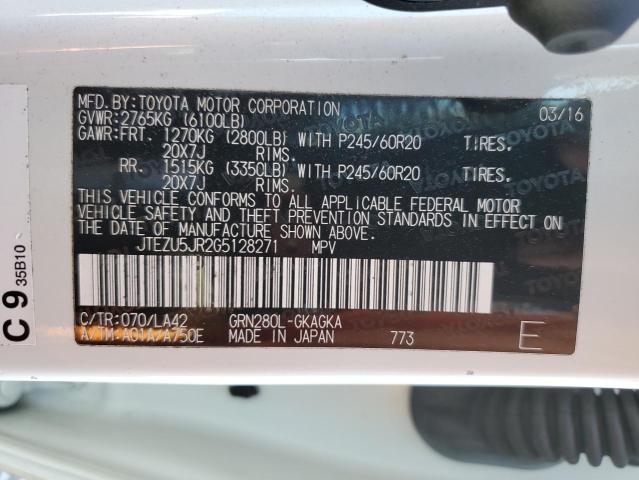 MFD.BY:TOYOTA MOTOR CORPORATION 03/16
GVWR:2765KG (6100LB)
GAWR:FRT. 1270KG (2800LB) WITH P245/60R20 TIRES.
20X7J RIMS.
RR. 1515KG (3350LB) WITH P245/60R20 TIRES.
20X7J RIMS.
THIS VEHICLE CONFORMS TO ALL APPLICABLE FEDERAL MOTOR
VEHICLE SAFETY AND THEFT PREVENTION STANDARDS IN EFFECT
ON THE DATE OF MANUFACTURE SHOWN ABOVE.
JTEZU5JR2G5128271 MPV
C/TR:070/LA42 GRN280L-GKAGKA
A/TM:A01A/A750E MADE IN JAPAN 773 E
C 9 35B10